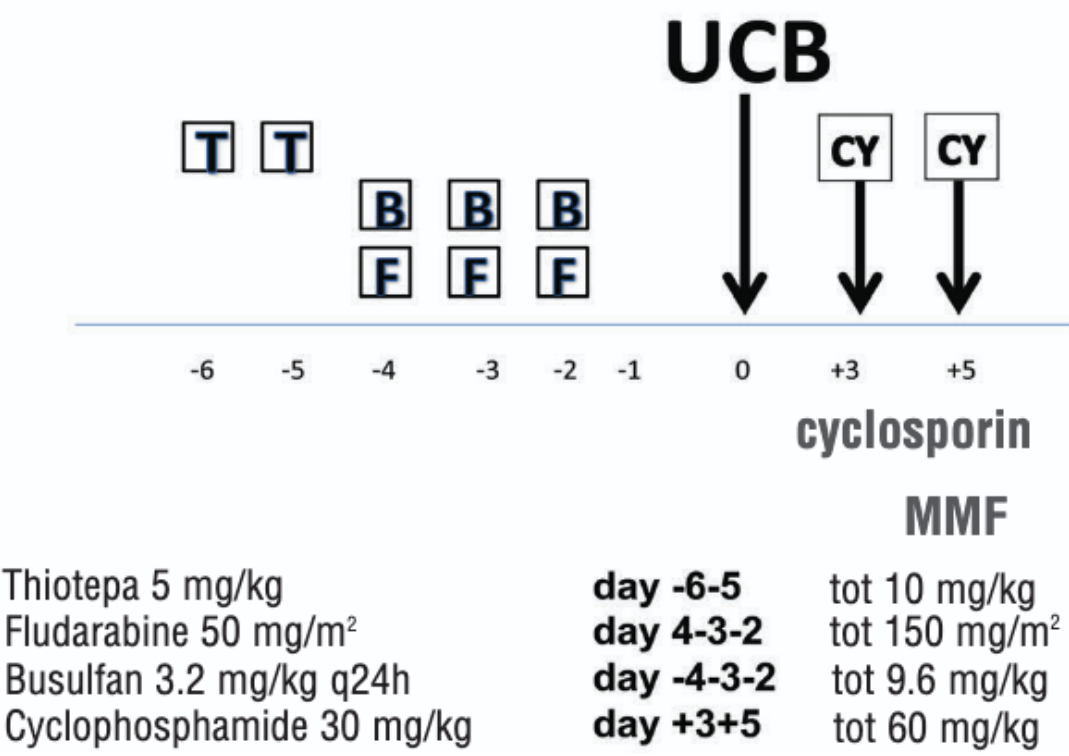 UCB
T T CY CY
B B B
F F F
-6 -5 -4 -3 -2 -1 0 +3 +5
cyclosporin
MMF
Thiotepa 5 mg/kg day -6-5 tot 10 mg/kg
Fludarabine 50 mg/m² day 4-3-2 tot 150 mg/m²
Busulfan 3.2 mg/kg q24h day -4-3-2 tot 9.6 mg/kg
Cyclophosphamide 30 mg/kg day +3+5 tot 60 mg/kg